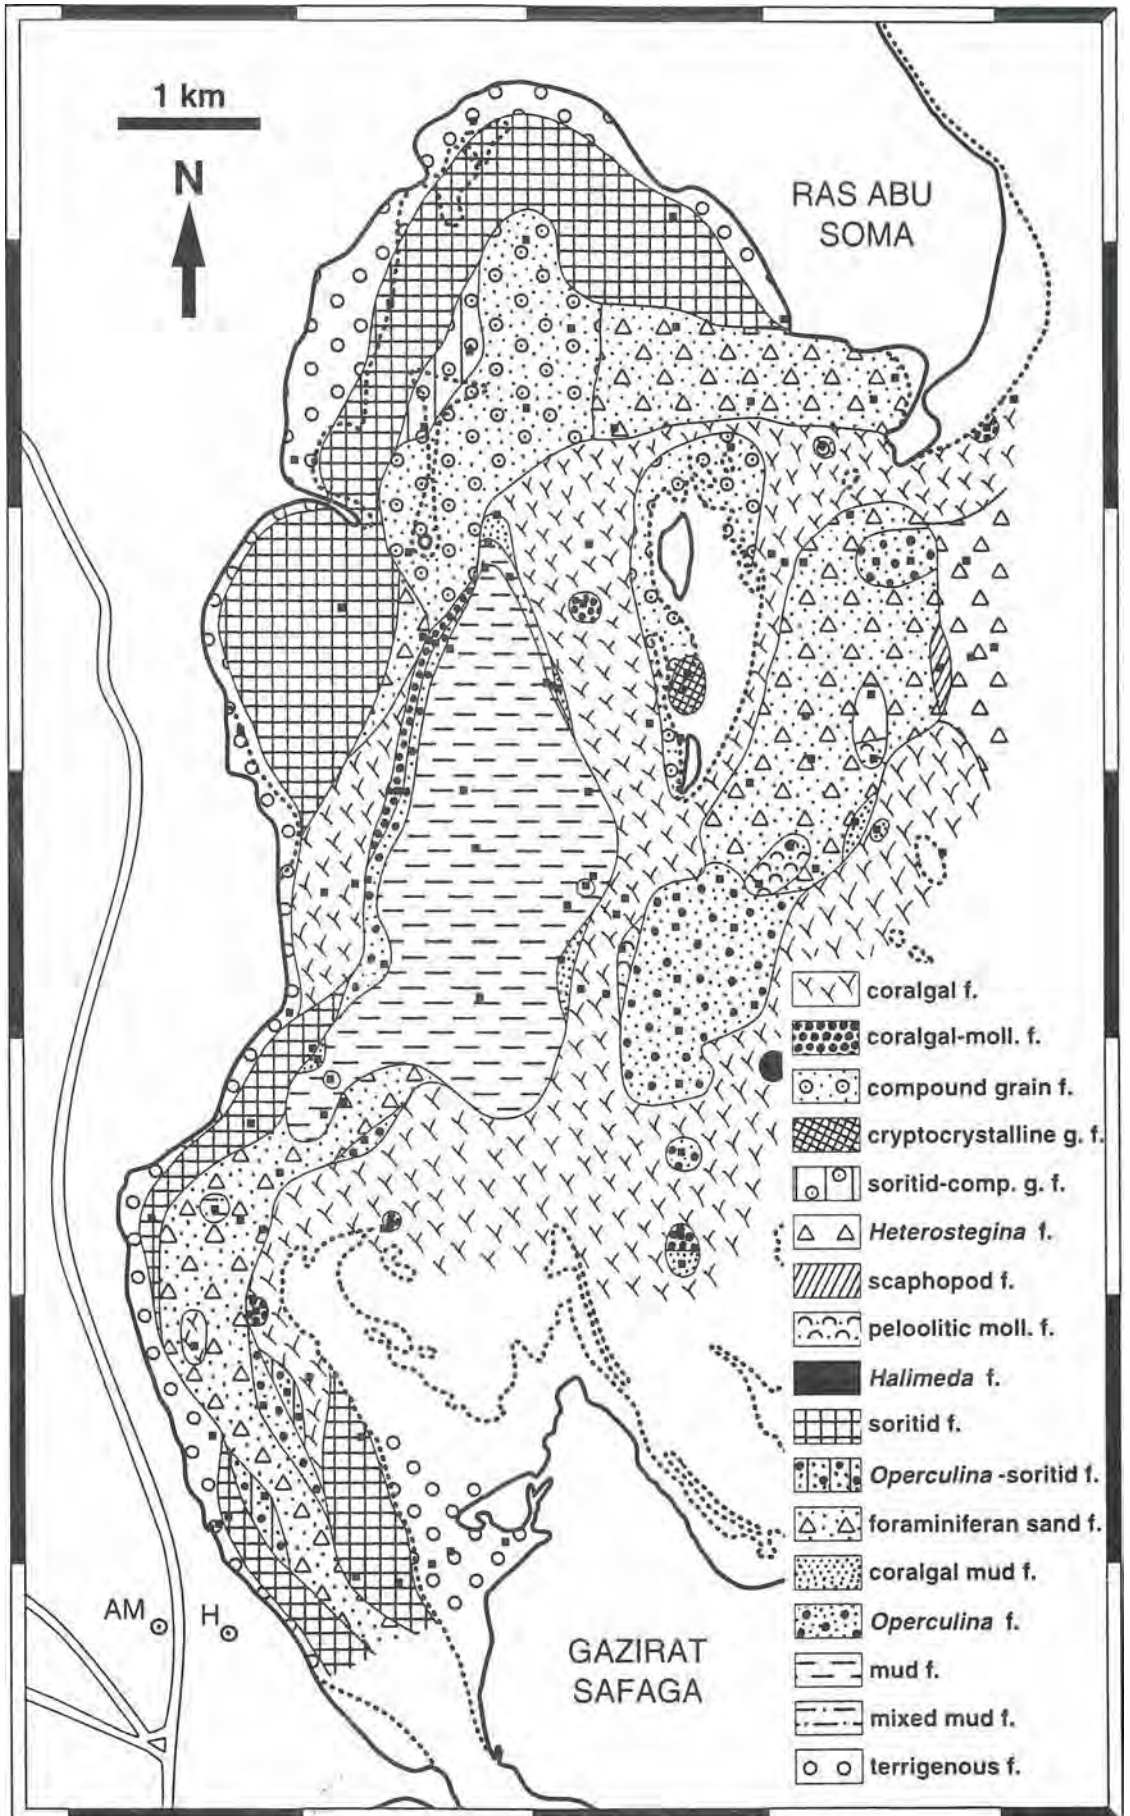 1 km
N
RAS ABU
SOMA
coralgal f.
coralgal-moll. f.
compound grain f.
cryptocrystalline g. f.
soritid-comp. g. f.
Heterostegina f.
scaphopod f.
peloolitic moll. f.
Halimeda f.
soritid f.
Operculina -soritid f.
foraminiferan sand f.
coralgal mud f.
Operculina f.
mud f.
mixed mud f.
terrigenous f.
AM
H
GAZIRAT
SAFAGA